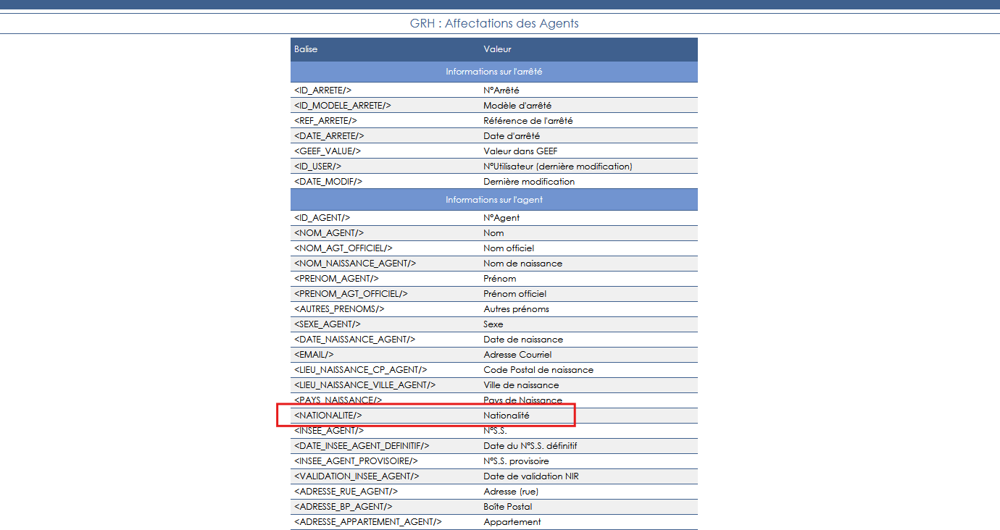 GRH : Affectations des Agents
Balise Valeur
Informations sur l'arrêté
<ID_ARRETE/> N°Arrêté
<ID_MODELE_ARRETE/> Modèle d'arrêté
<REF_ARRETE/> Référence de l'arrêté
<DATE_ARRETE/> Date d'arrêté
<GEEF_VALUE/> Valeur dans GEEF
<ID_USER/> N°Utilisateur (dernière modification)
<DATE_MODIF/> Dernière modification
Informations sur l'agent
<ID_AGENT/> N°Agent
<NOM_AGENT/> Nom
<NOM_AGT_OFFICIEL/> Nom officiel
<NOM_NAISSANCE_AGENT/> Nom de naissance
<PRENOM_AGENT/> Prénom
<PRENOM_AGT_OFFICIEL/> Prénom officiel
<AUTRES_PRENOMS/> Autres prénoms
<SEXE_AGENT/> Sexe
<DATE_NAISSANCE_AGENT/> Date de naissance
<EMAIL/> Adresse Courriel
<LIEU_NAISSANCE_CP_AGENT/> Code Postal de naissance
<LIEU_NAISSANCE_VILLE_AGENT/> Ville de naissance
<PAYS_NAISSANCE/> Pays de Naissance
<NATIONALITE/> Nationalité
<INSEE_AGENT/> N°S.S.
<DATE_INSEE_AGENT_DEFINITIF/> Date du N°S.S. définitif
<INSEE_AGENT_PROVISOIRE/> N°S.S. provisoire
<VALIDATION_INSEE_AGENT/> Date de validation NIR
<ADRESSE_RUE_AGENT/> Adresse (rue)
<ADRESSE_BP_AGENT/> Boîte Postal
<ADRESSE_APPARTEMENT_AGENT/> Appartement